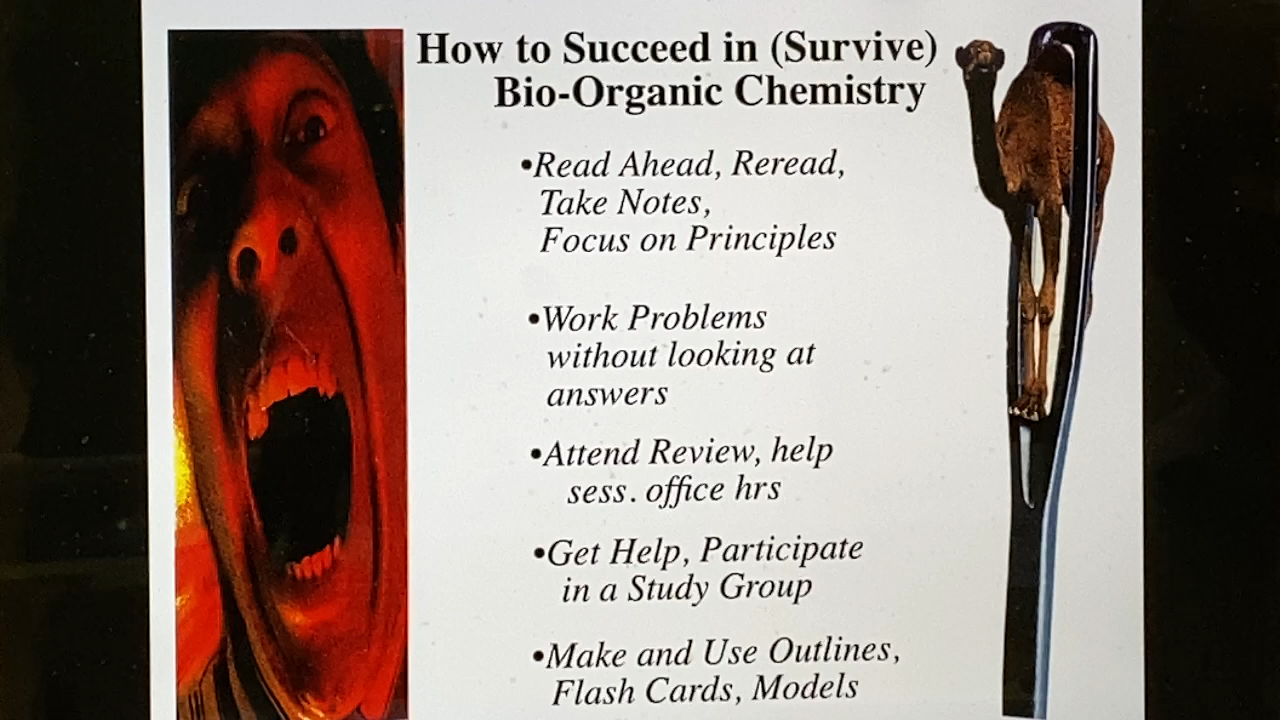 How to Succeed in (Survive)
Bio-Organic Chemistry
•Read Ahead, Reread,
Take Notes,
Focus on Principles
•Work Problems
without looking at
answers
•Attend Review, help
sess. office hrs
•Get Help, Participate
in a Study Group
•Make and Use Outlines,
Flash Cards, Models